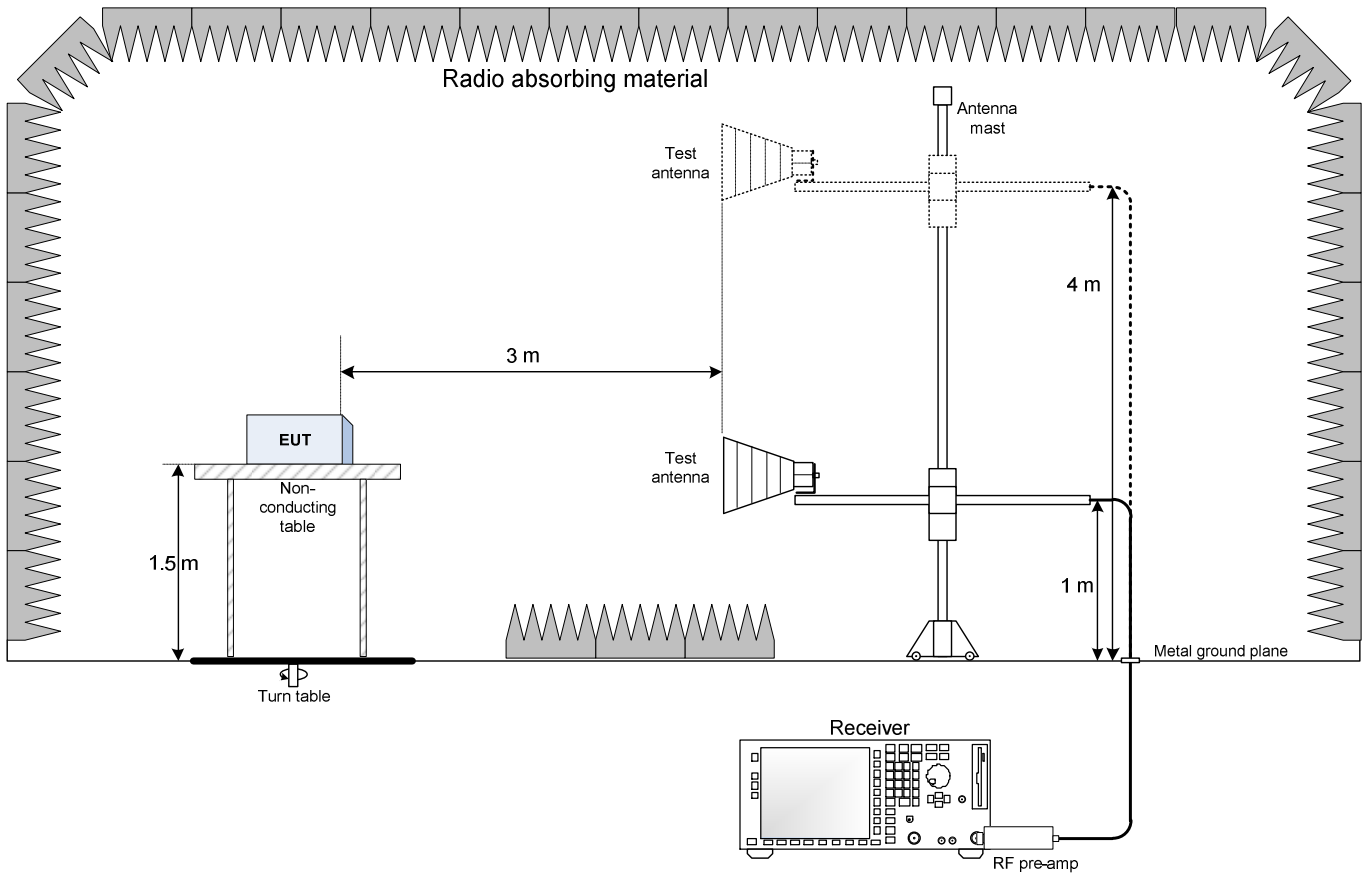 Radio absorbing material
Antenna
mast
Test
antenna
4 m
3 m
EUT
Test
antenna
Non-
conducting
table
1.5 m
1 m
Metal ground plane
Turn table
Receiver
RF pre-amp